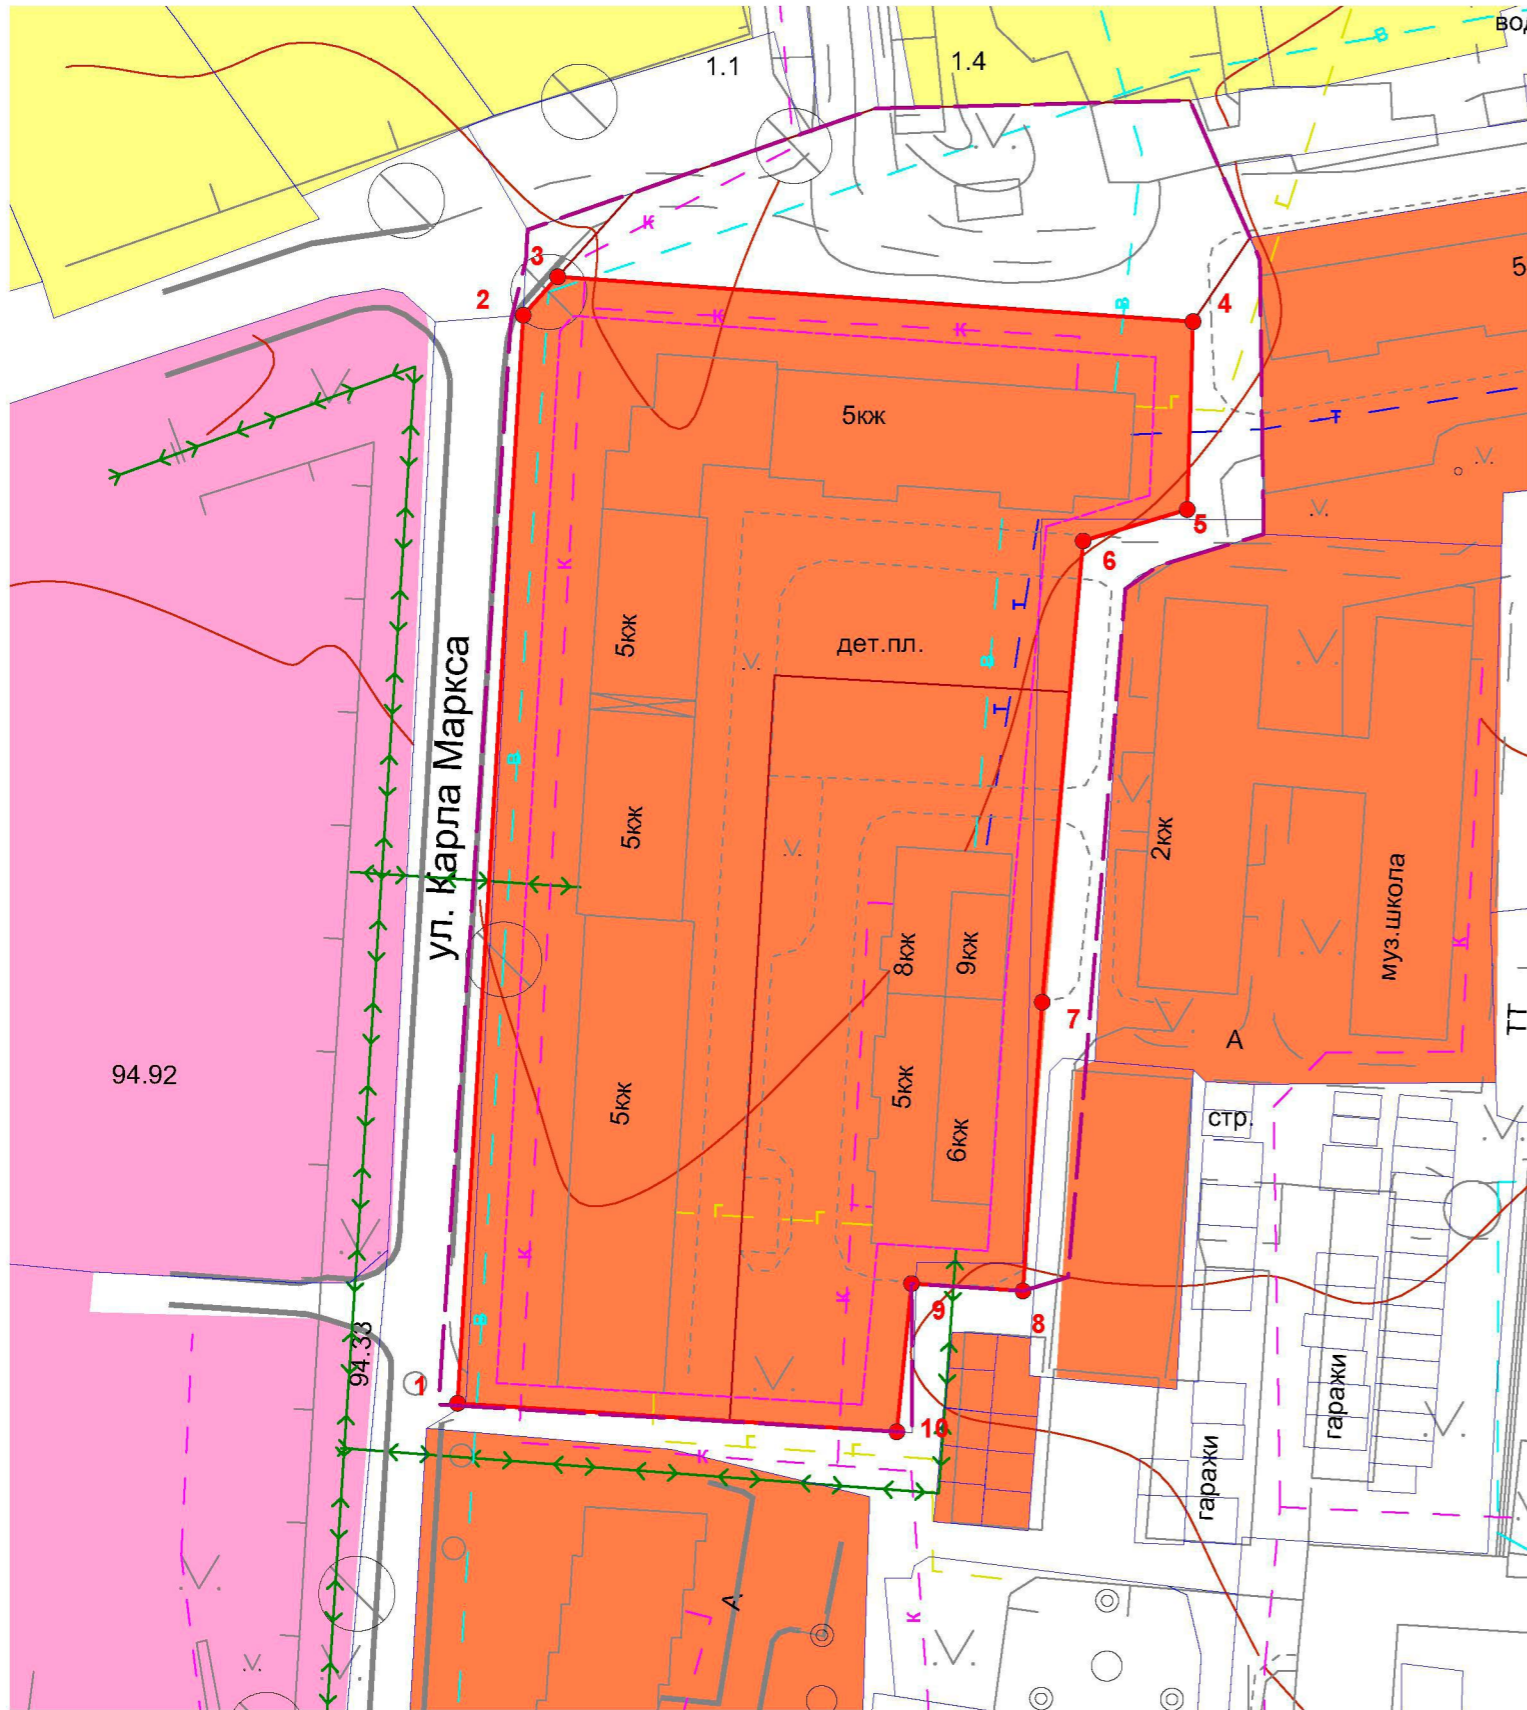 вод
1.1
1.4
в
к
г
3
2
4
5
в
к
к
5кж
г
т
5
6
к
5кж
т
дет.пл.
в
т
ул. Карла Маркса
в
5кж
2кж
муз.школа
8кж
9кж
к
7
А
ТТ
94.92
5кж
5кж
6кж
стр.
г
г
к
к
9
8
в
94.33
1
10
гаражи
гаражи
к
г
г
А
к